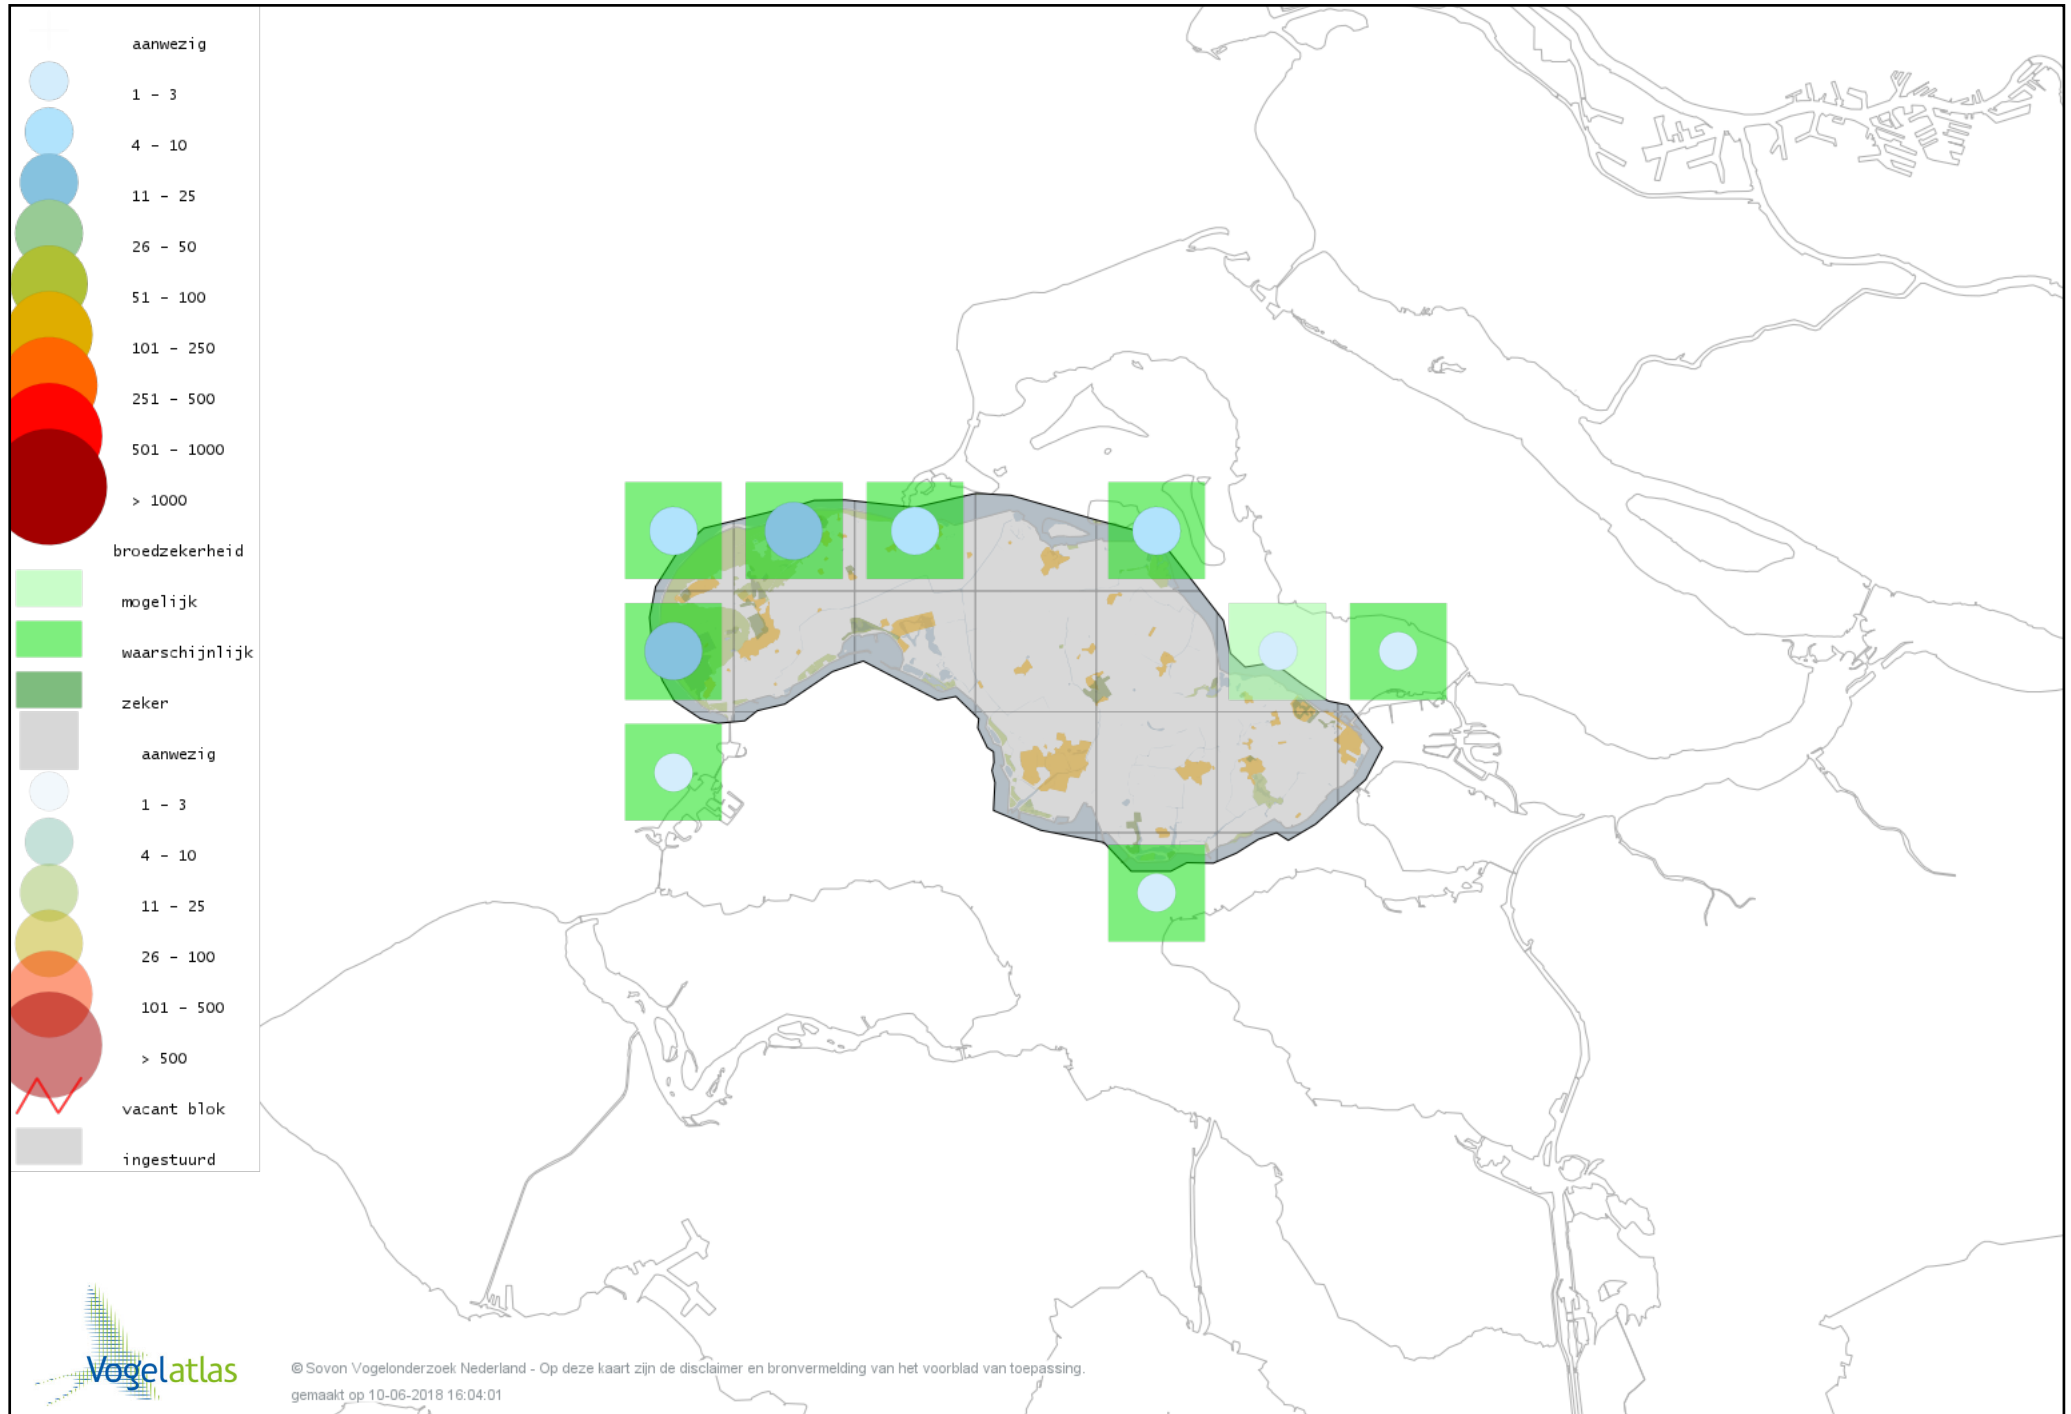 aanwezig
1 - 3
4 - 10
11 - 25
26 - 50
51 - 100
101 - 250
251 - 500
501 - 1000
> 1000
broedzekerheid
mogelijk
waarschijnlijk
zeker
aanwezig
1 - 3
4 - 10
11 - 25
26 - 100
101 - 500
> 500
vacant blok
ingestuurd
Vogelatlas
© Sovon Vogelonderzoek Nederland - Op deze kaart zijn de disclaimer en bronvermelding van het voorblad van toepassing.
gemaakt op 10-06-2018 16:04:01